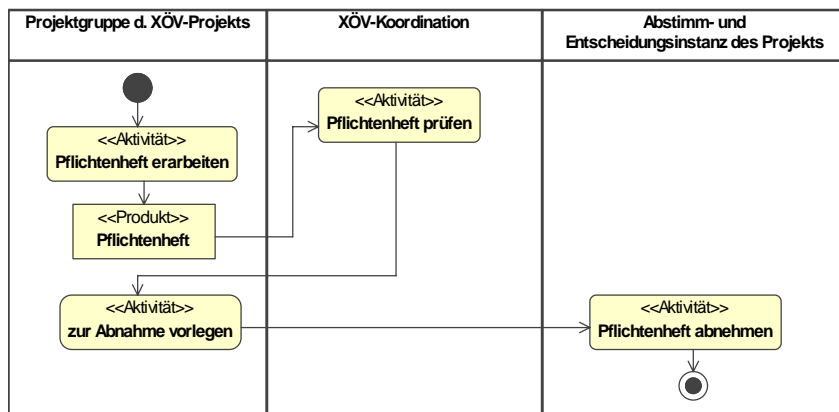 Projektgruppe d. XÖV-Projekts
XÖV-Koordination
Abstimm- und
Entscheidungsinstanz des Projekts
<<Aktivität>>
Pflichtenheft erarbeiten
<<Produkt>>
Pflichtenheft
<<Aktivität>>
Pflichtenheft prüfen
<<Aktivität>>
zur Abnahme vorlegen
<<Aktivität>>
Pflichtenheft abnehmen